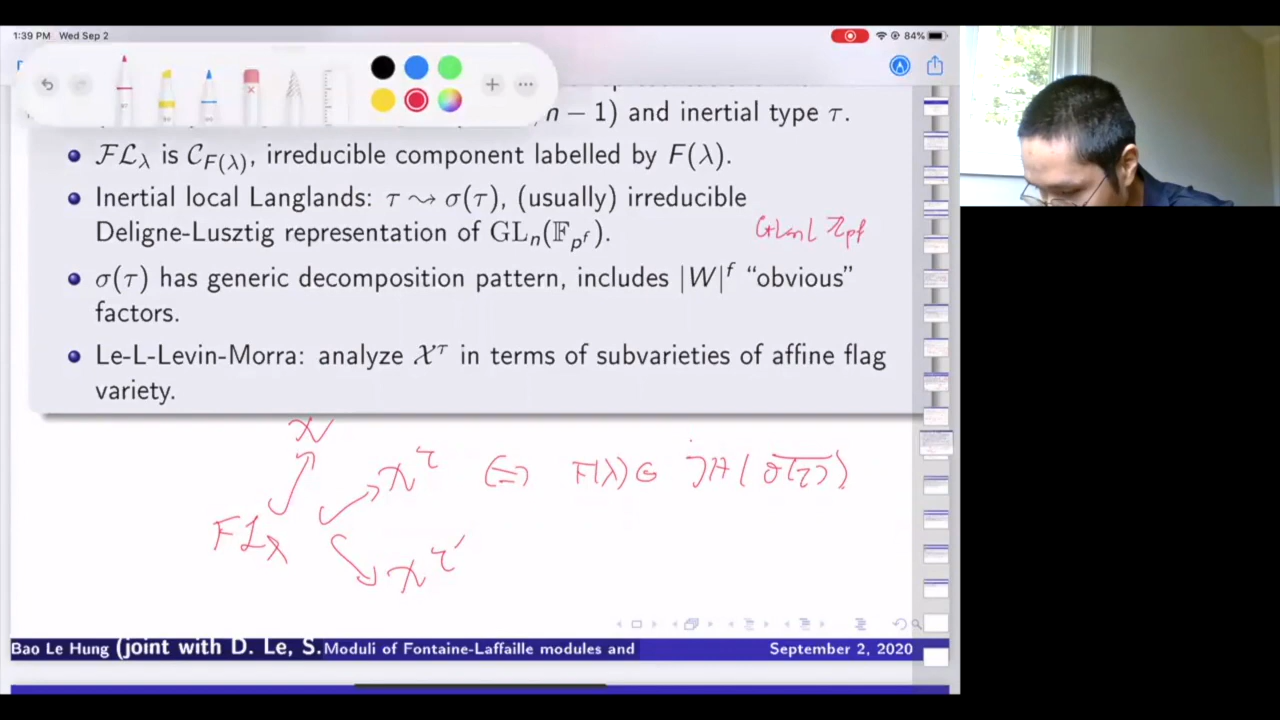 1:39 PM Wed Sep 2
84%
n − 1) and inertial type τ.
ℱℒ_λ is 𝒞_{F(λ)}, irreducible component labelled by F(λ).
Inertial local Langlands: τ ⇝ σ(τ), (usually) irreducible
Deligne-Lusztig representation of GL_n(𝔽_{p^f}).
σ(τ) has generic decomposition pattern, includes |W|^f “obvious”
factors.
Le-L-Levin-Morra: analyze 𝒳^τ in terms of subvarieties of affine flag
variety.
𝒳
𝒳^τ ⇔ F(λ) ∈ JH( \overline{σ(τ)} )
FL_λ
𝒳^τ′
Bao Le Hung (joint with D. Le, S. Moduli of Fontaine-Laffaille modules and September 2, 2020